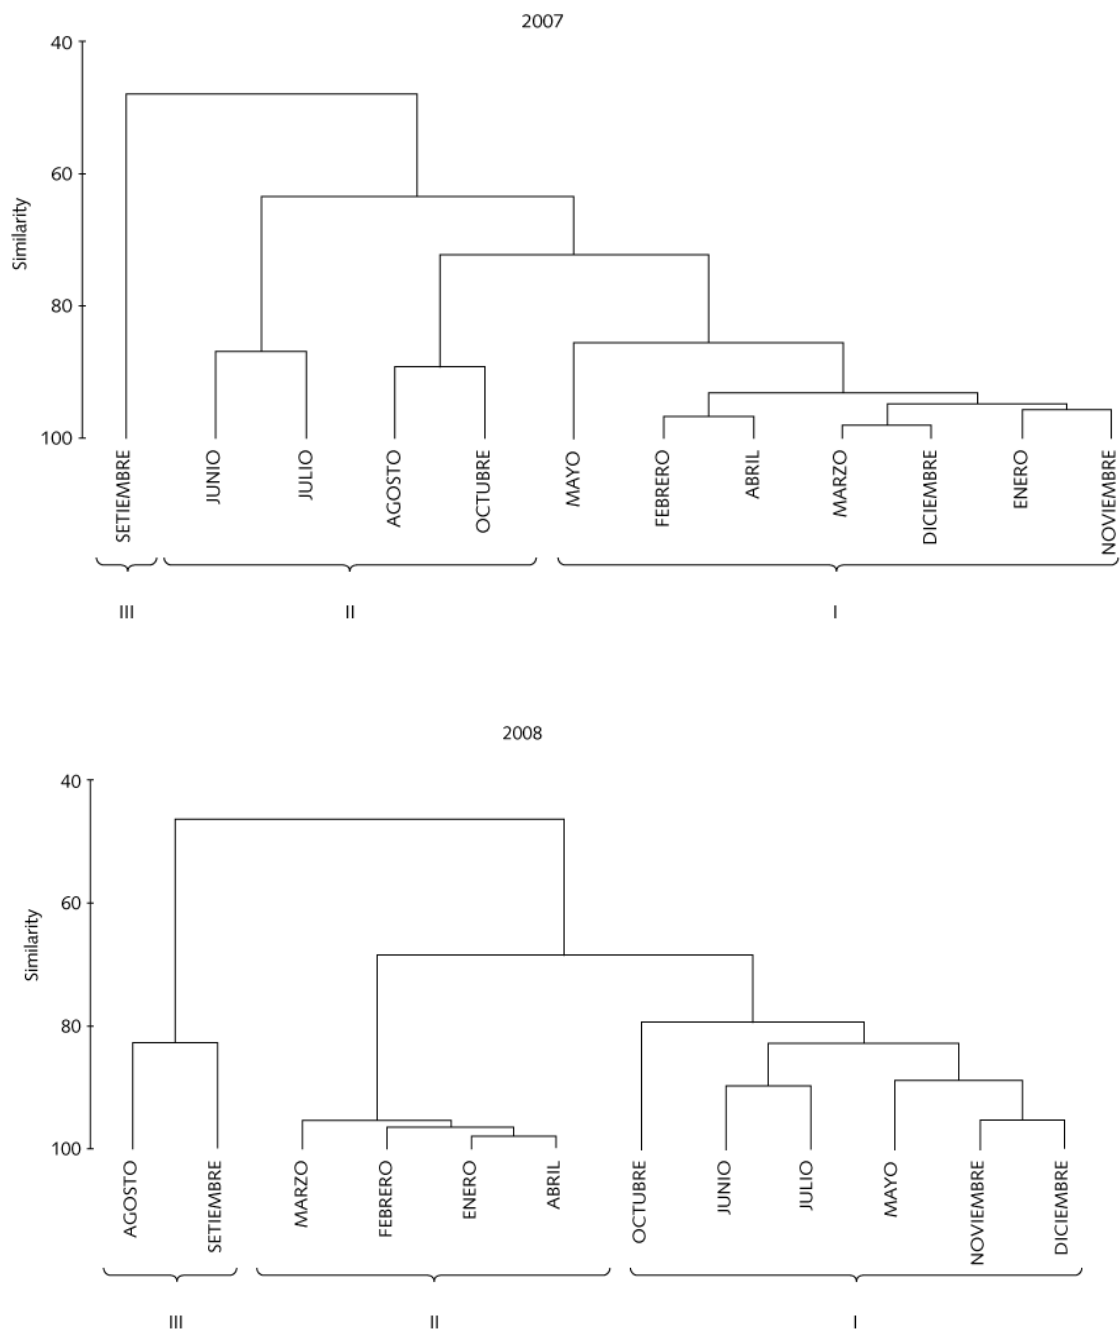 2007
40
60
80
100
Similarity
SETIEMBRE
JUNIO
JULIO
AGOSTO
OCTUBRE
MAYO
FEBRERO
ABRIL
MARZO
DICIEMBRE
ENERO
NOVIEMBRE
III
II
I
2008
40
60
80
100
Similarity
AGOSTO
SETIEMBRE
MARZO
FEBRERO
ENERO
ABRIL
OCTUBRE
JUNIO
JULIO
MAYO
NOVIEMBRE
DICIEMBRE
III
II
I